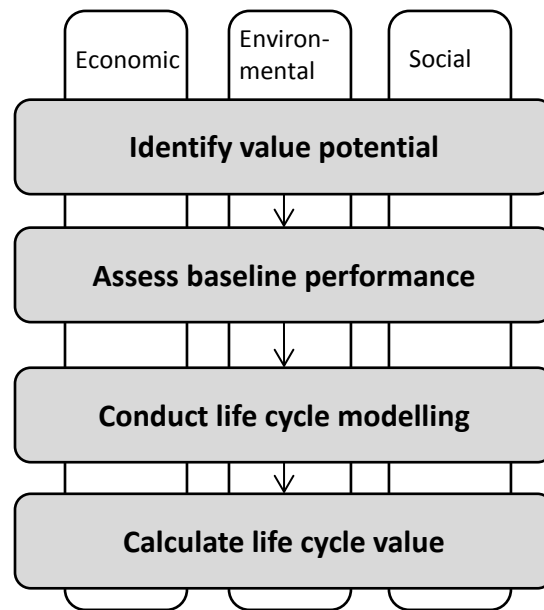 Economic
Environ-
mental
Social
Identify value potential
Assess baseline performance
Conduct life cycle modelling
Calculate life cycle value